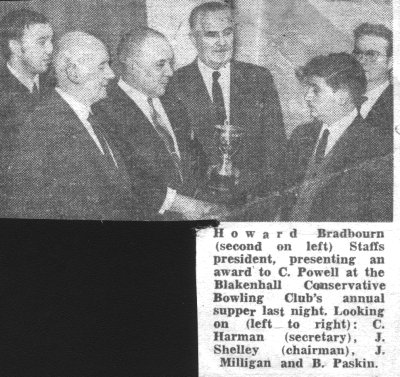 Howard Bradbourn
(second on left) Staffs
president, presenting an
award to C. Powell at the
Blakenhall Conservative
Bowling Club's annual
supper last night. Looking
on (left to right): C.
Harman (secretary), J.
Shelley (chairman), J.
Milligan and B. Paskin.